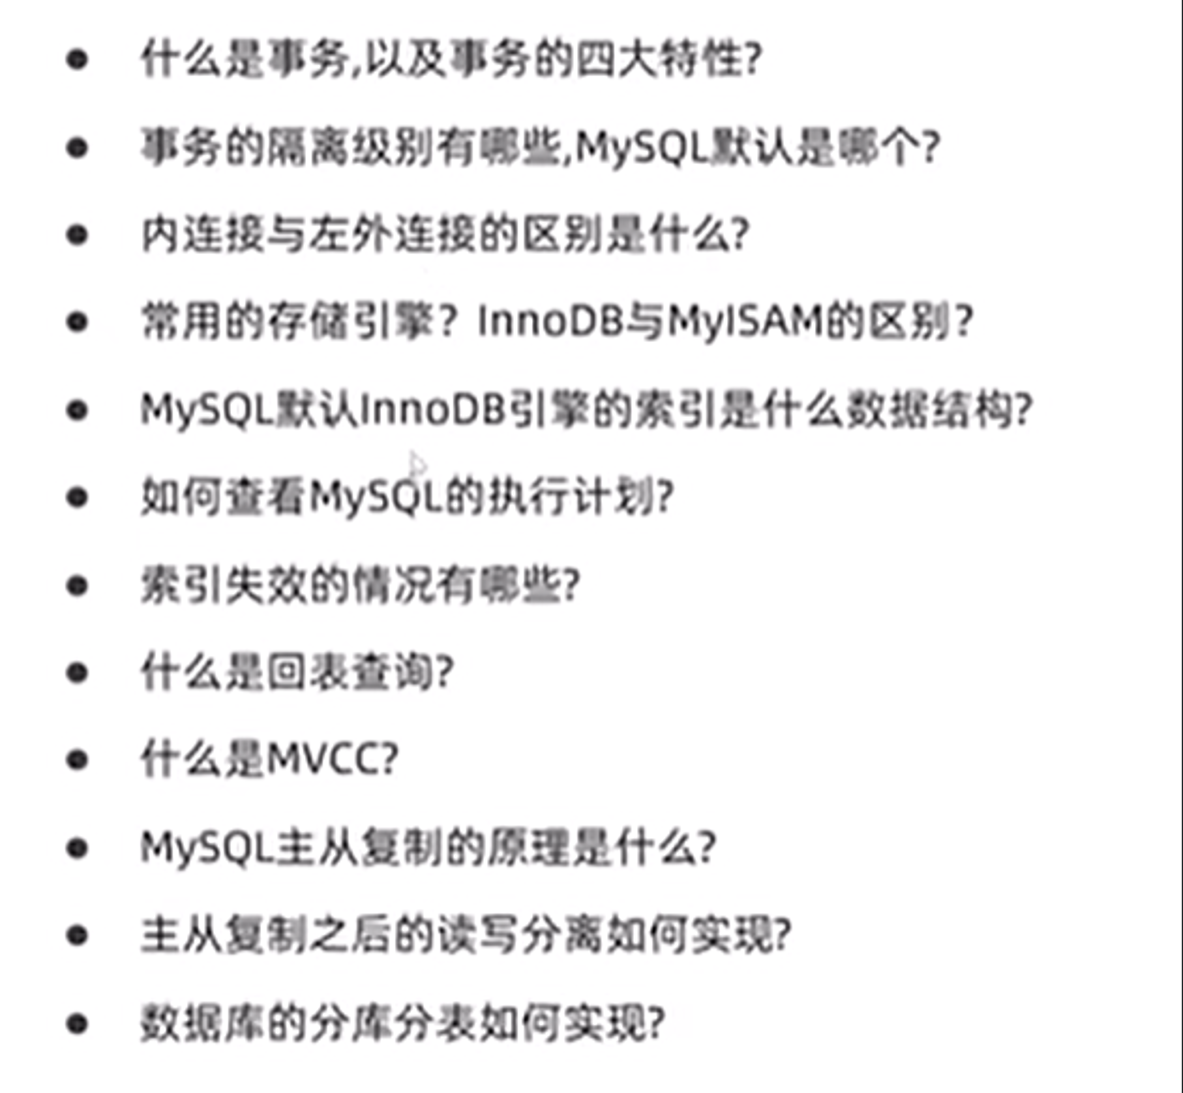 ● 什么是事务,以及事务的四大特性?
● 事务的隔离级别有哪些,MySQL默认是哪个?
● 内连接与左外连接的区别是什么?
● 常用的存储引擎？InnoDB与MyISAM的区别？
● MySQL默认InnoDB引擎的索引是什么数据结构?
● 如何查看MySQL的执行计划?
● 索引失效的情况有哪些?
● 什么是回表查询?
● 什么是MVCC?
● MySQL主从复制的原理是什么?
● 主从复制之后的读写分离如何实现?
● 数据库的分库分表如何实现?